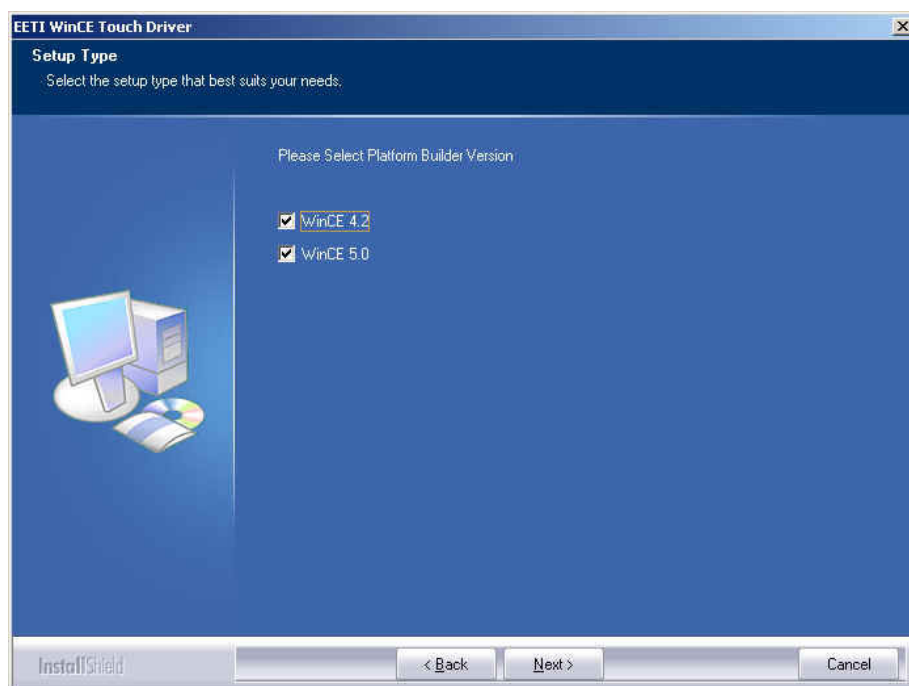 EETI WinCE Touch Driver
Setup Type
Select the setup type that best suits your needs.
Please Select Platform Builder Version
WinCE 4.2
WinCE 5.0
InstallShield
< Back
Next >
Cancel